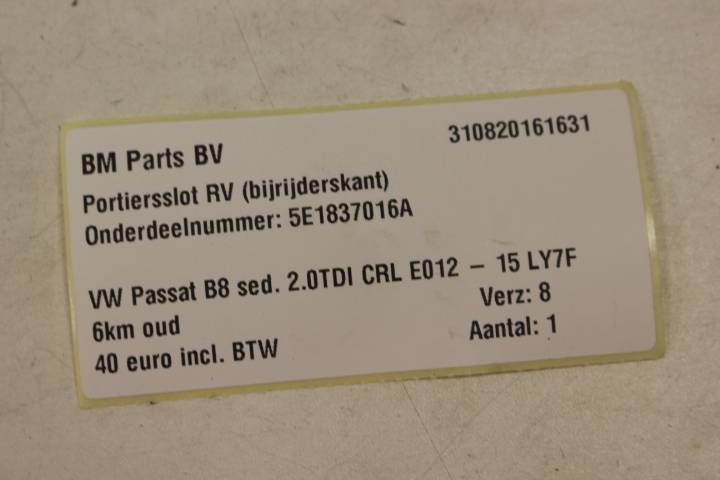 BM Parts BV 310820161631
Portiersslot RV (bijrijderskant)
Onderdeelnummer: 5E1837016A
VW Passat B8 sed. 2.0TDI CRL E012 – 15 LY7F
6km oud Verz: 8
40 euro incl. BTW Aantal: 1